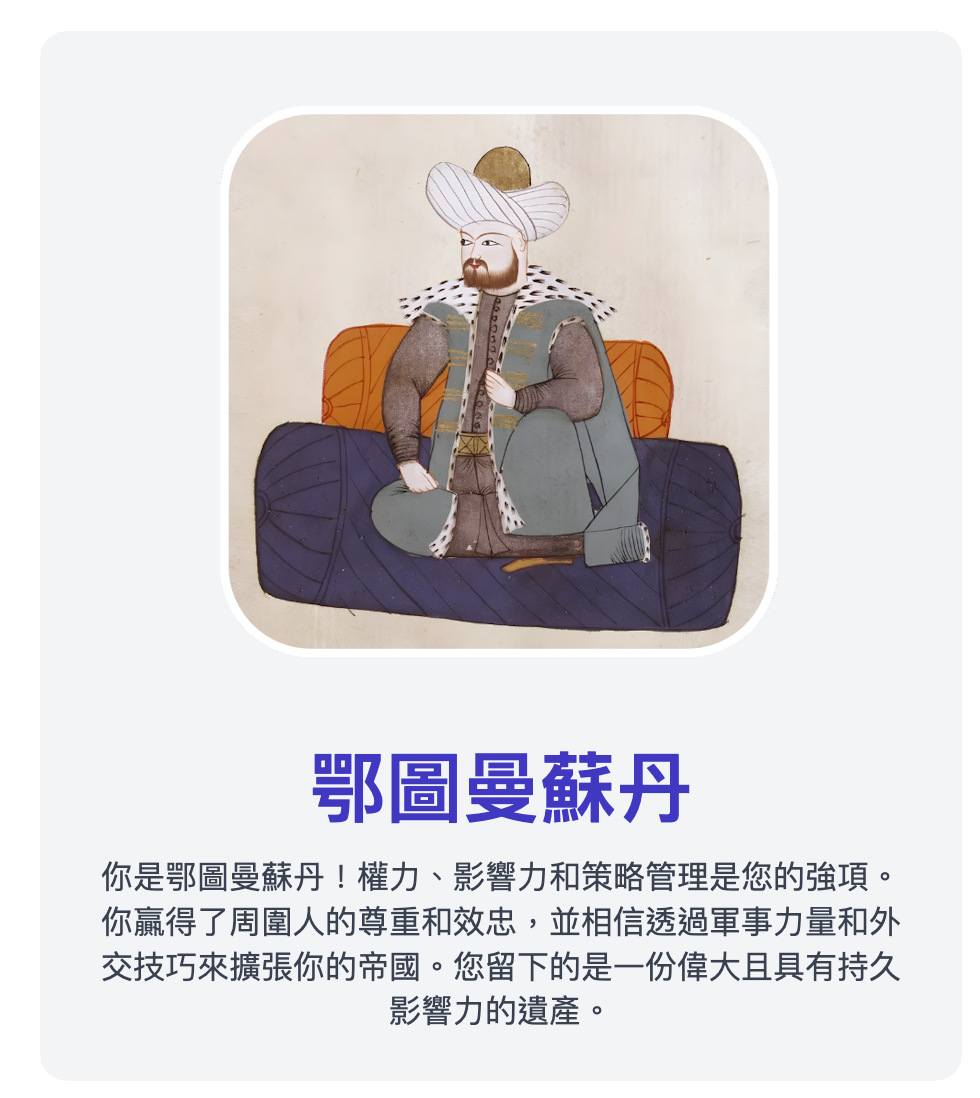 鄂圖曼蘇丹
你是鄂圖曼蘇丹！權力、影響力和策略管理是您的強項。
你贏得了周圍人的尊重和效忠，並相信透過軍事力量和外
交技巧來擴張你的帝國。您留下的是一份偉大且具有持久
影響力的遺產。